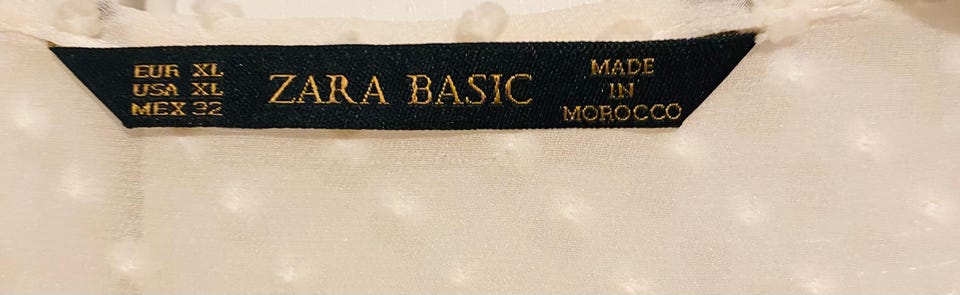 EUR XL
USA XL
MEX 32
ZARA BASIC
MADE
IN
MOROCCO